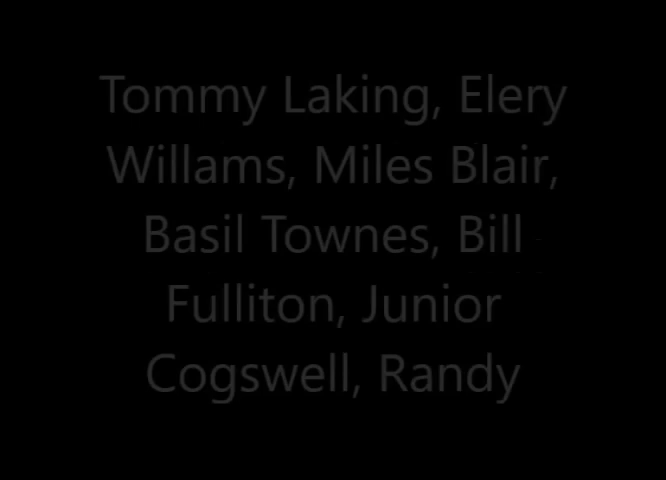 Tommy Laking, Elery
Willams, Miles Blair,
Basil Townes, Bill
Fulliton, Junior
Cogswell, Randy